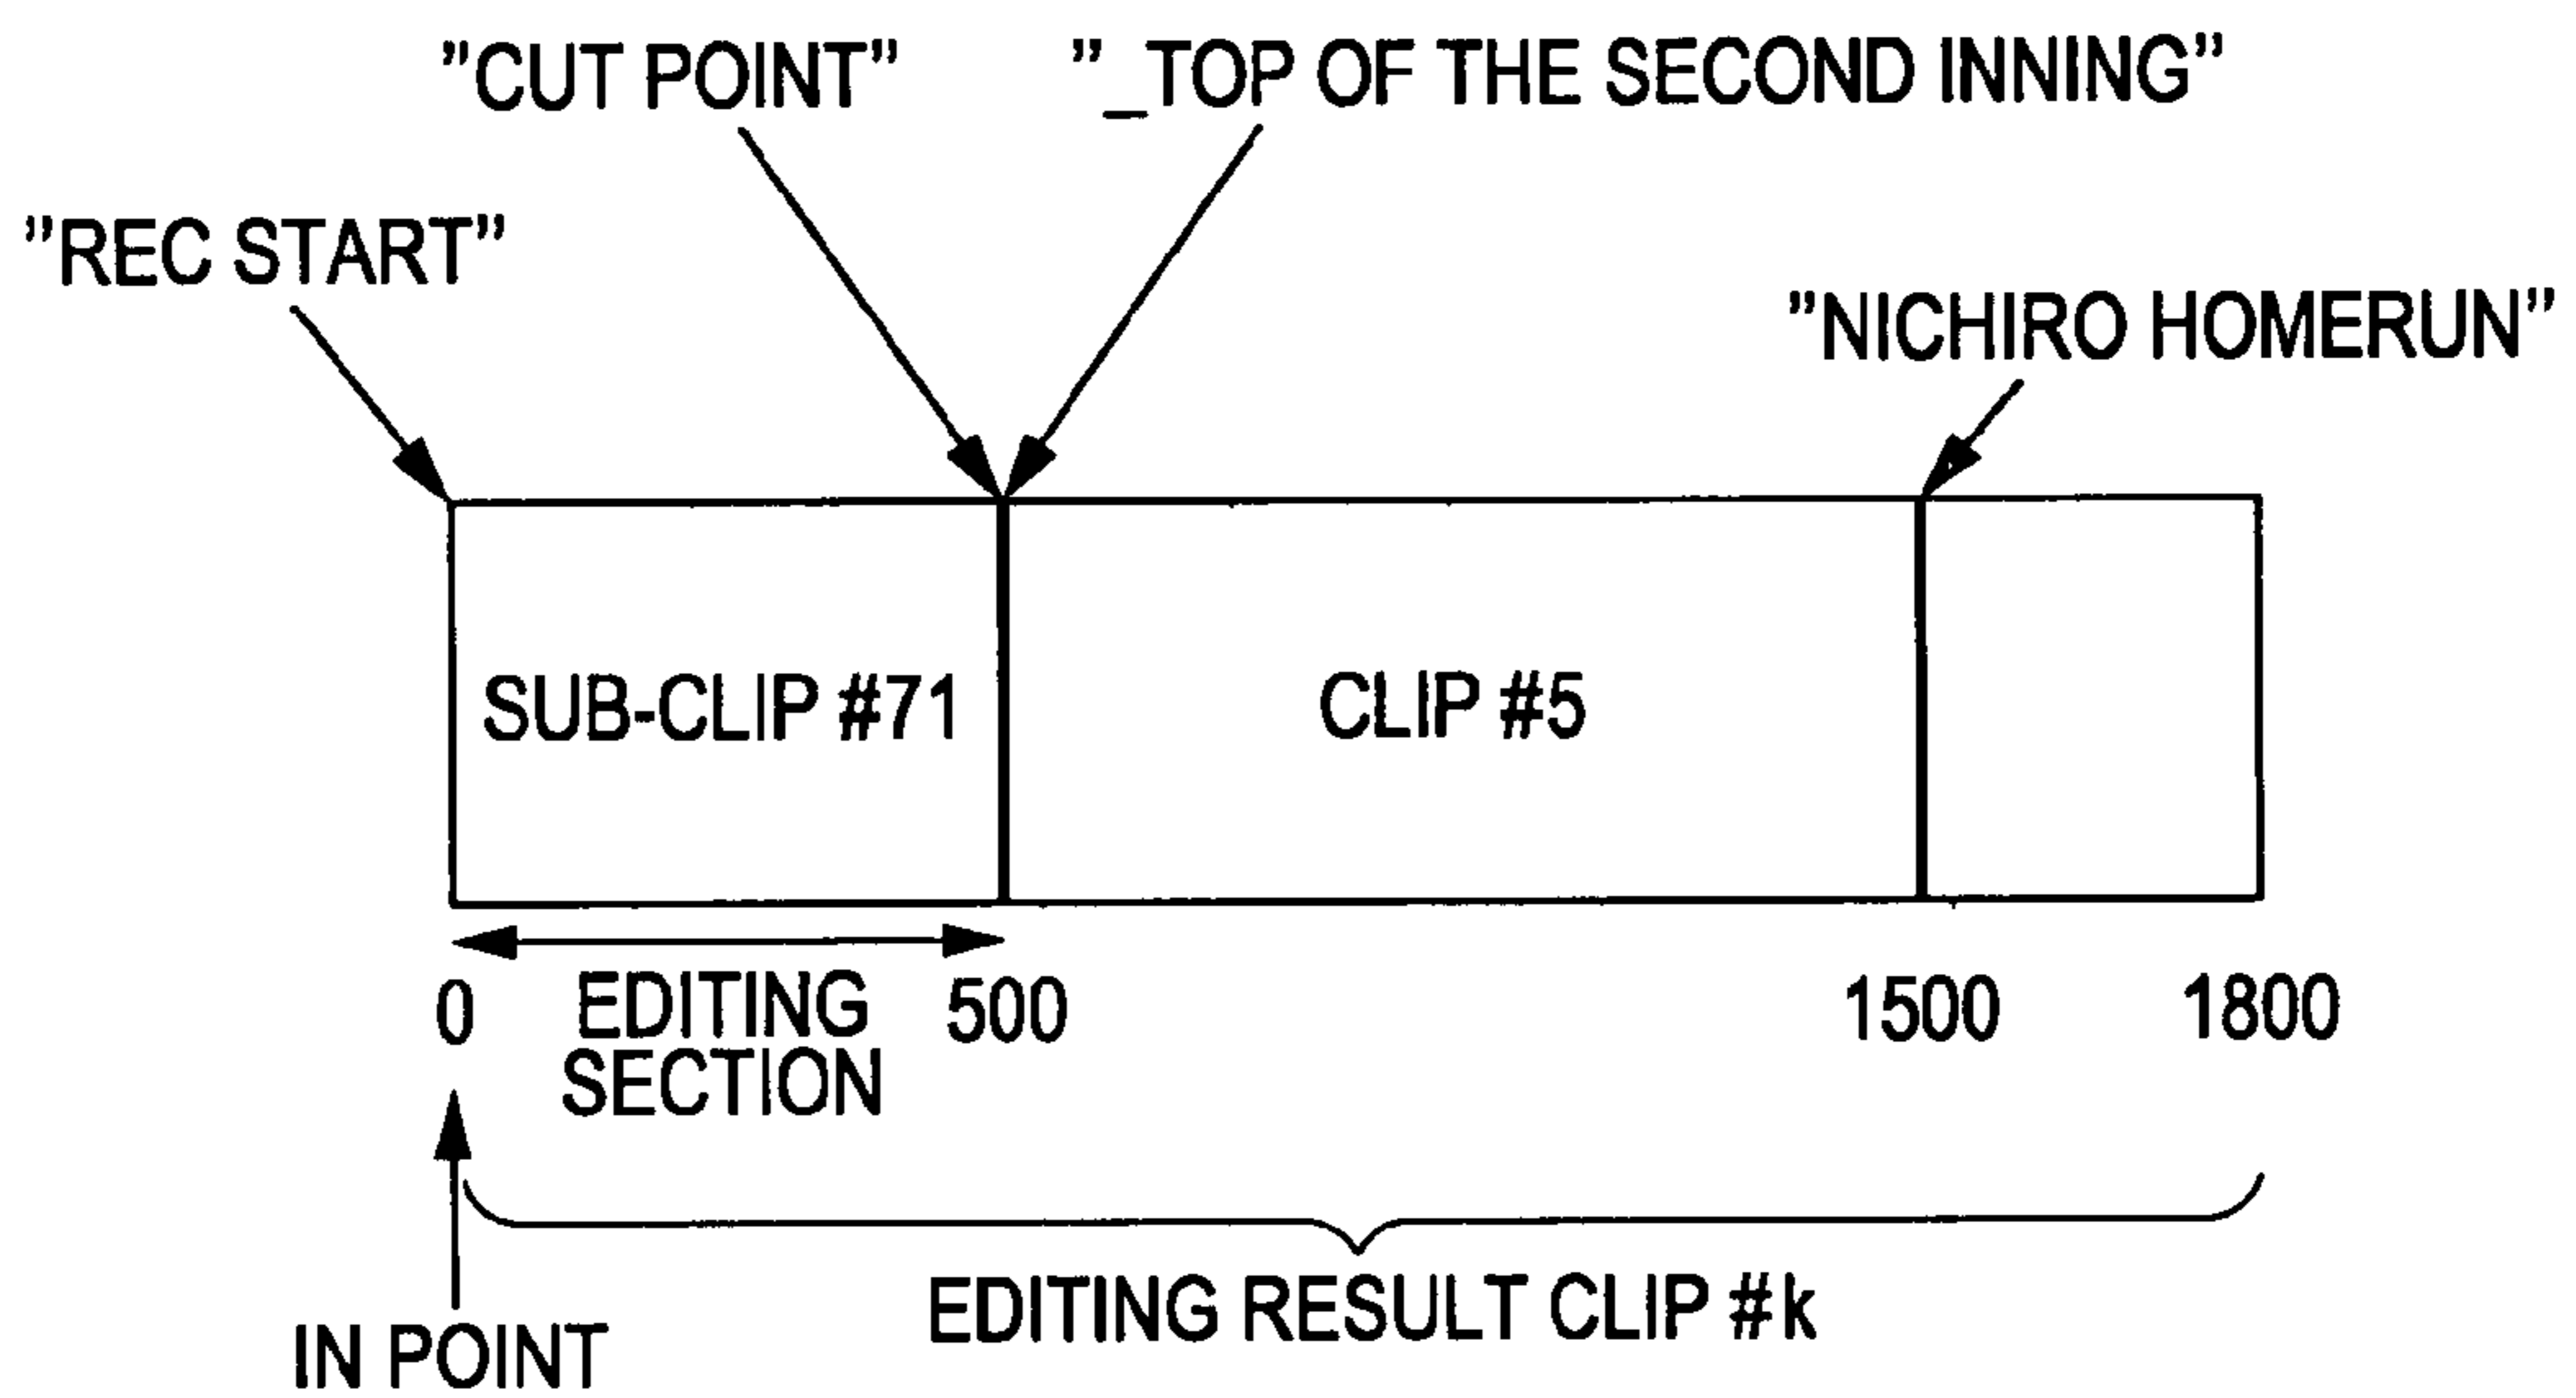 "CUT POINT" "_TOP OF THE SECOND INNING"
"REC START"
"NICHIRO HOMERUN"
SUB-CLIP #71 CLIP #5
0 EDITING SECTION 500 1500 1800
EDITING RESULT CLIP #k
IN POINT